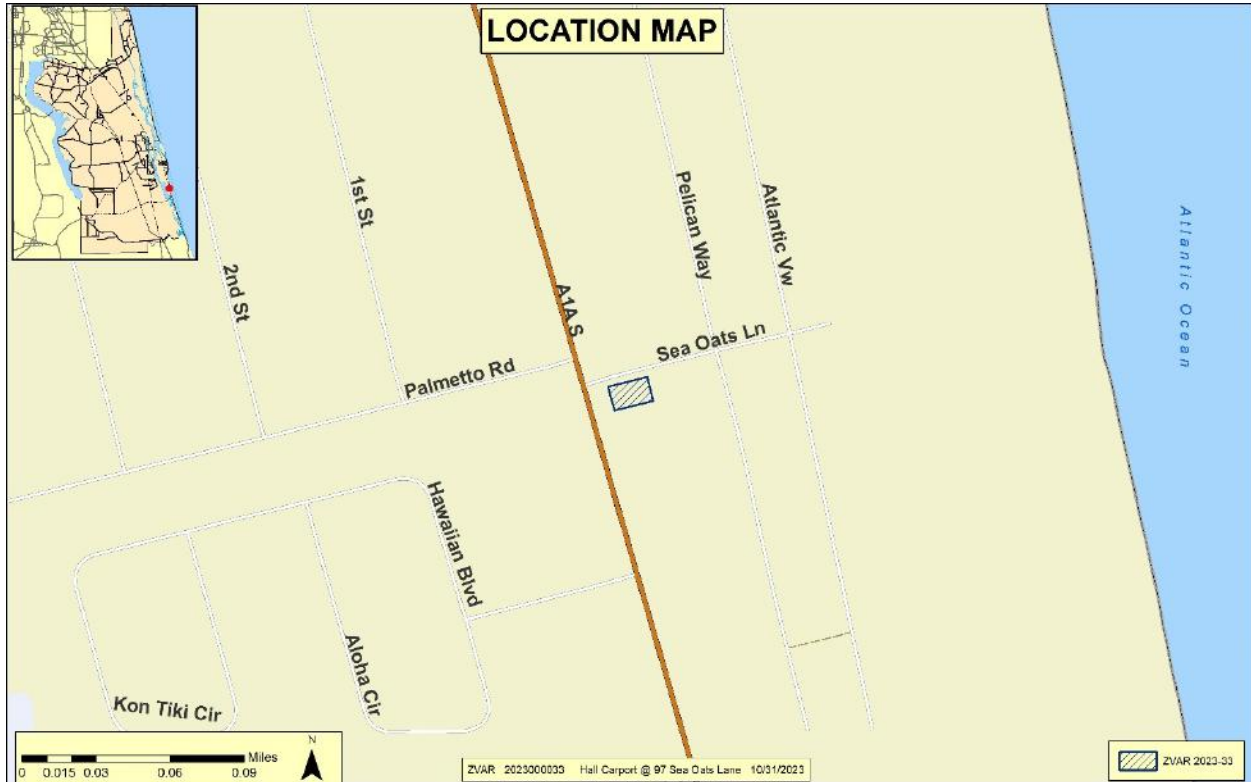 LOCATION MAP
1st St
2nd St
A1A S
Pelican Way
Atlantic Vw
Atlantic Ocean
Sea Oats Ln
Palmetto Rd
Hawaiian Blvd
Aloha Cir
Kon Tiki Cir
Miles
0 0.015 0.03 0.06 0.09
N
ZVAR 2023000033 Hall Carport @ 97 Sea Oats Lane 10/31/2023
ZVAR 2023-33